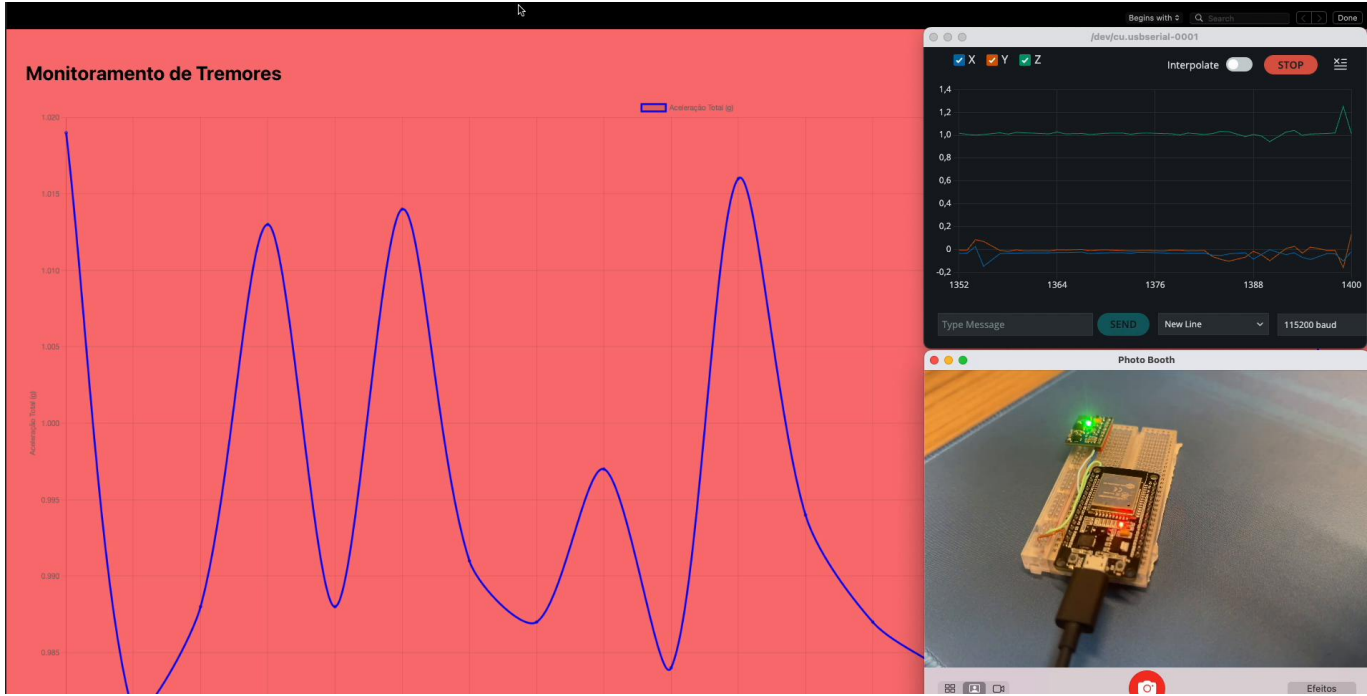 Begins with
Search
Done
Monitoramento de Tremores
Aceleração Total (g)
1.020
1.015
1.010
1.005
1.000
0.995
0.990
0.985
Aceleração Total (g)
/dev/cu.usbserial-0001
X Y Z
Interpolate
STOP
1,4
1,2
1,0
0,8
0,6
0,4
0,2
0
-0,2
1352 1364 1376 1388 1400
Type Message SEND New Line 115200 baud
Photo Booth
Efeitos